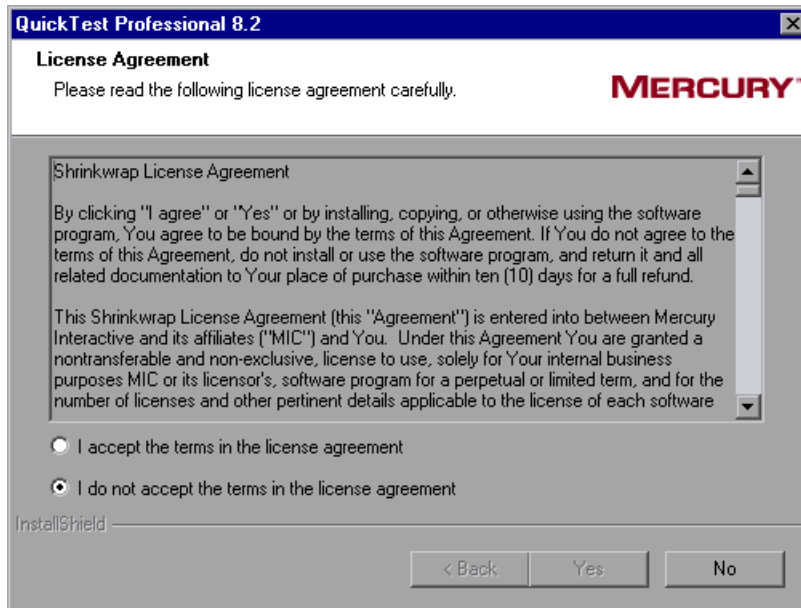 QuickTest Professional 8.2
License Agreement
Please read the following license agreement carefully.
MERCURY™
Shrinkwrap License Agreement
By clicking "I agree" or "Yes" or by installing, copying, or otherwise using the software
program, You agree to be bound by the terms of this Agreement. If You do not agree to the
terms of this Agreement, do not install or use the software program, and return it and all
related documentation to Your place of purchase within ten (10) days for a full refund.
This Shrinkwrap License Agreement (this "Agreement") is entered into between Mercury
Interactive and its affiliates ("MIC") and You.  Under this Agreement You are granted a
nontransferable and non-exclusive, license to use, solely for Your internal business
purposes MIC or its licensor's, software program for a perpetual or limited term, and for the
number of licenses and other pertinent details applicable to the license of each software
I accept the terms in the license agreement
I do not accept the terms in the license agreement
InstallShield
< Back
Yes
No